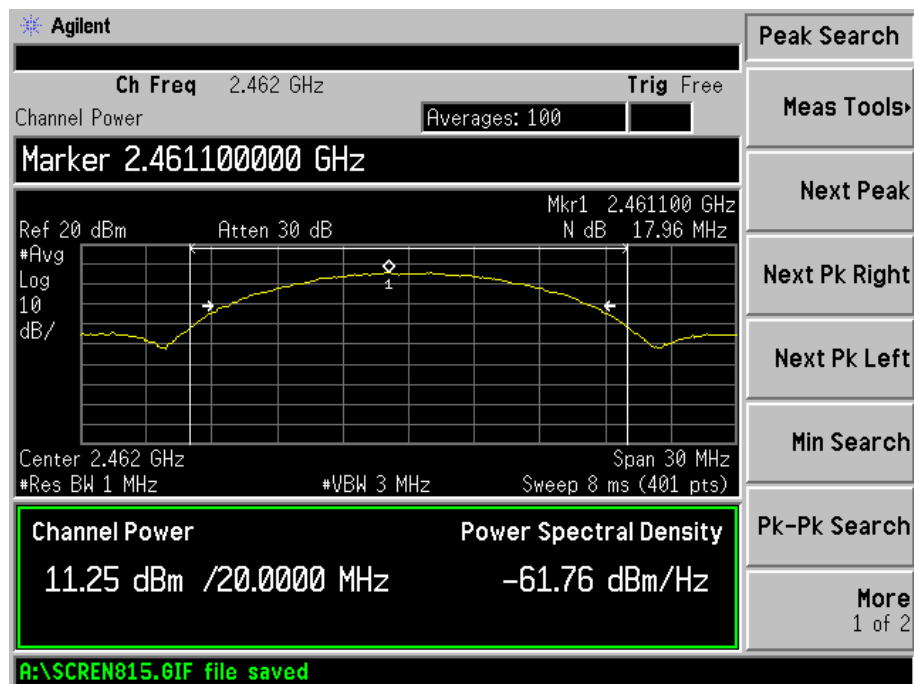 Agilent
Peak Search
Ch Freq 2.462 GHz Trig Free
Channel Power Averages: 100
Meas Tools
Marker 2.461100000 GHz
Mkr1 2.461100 GHz
Ref 20 dBm Atten 30 dB N dB 17.96 MHz
Next Peak
#Avg
Log
10
dB/
1
Next Pk Right
Next Pk Left
Center 2.462 GHz Span 30 MHz
#Res BW 1 MHz #VBW 3 MHz Sweep 8 ms (401 pts)
Min Search
Channel Power Power Spectral Density
11.25 dBm /20.0000 MHz -61.76 dBm/Hz
Pk-Pk Search
More
1 of 2
A:\SCREN815.GIF file saved